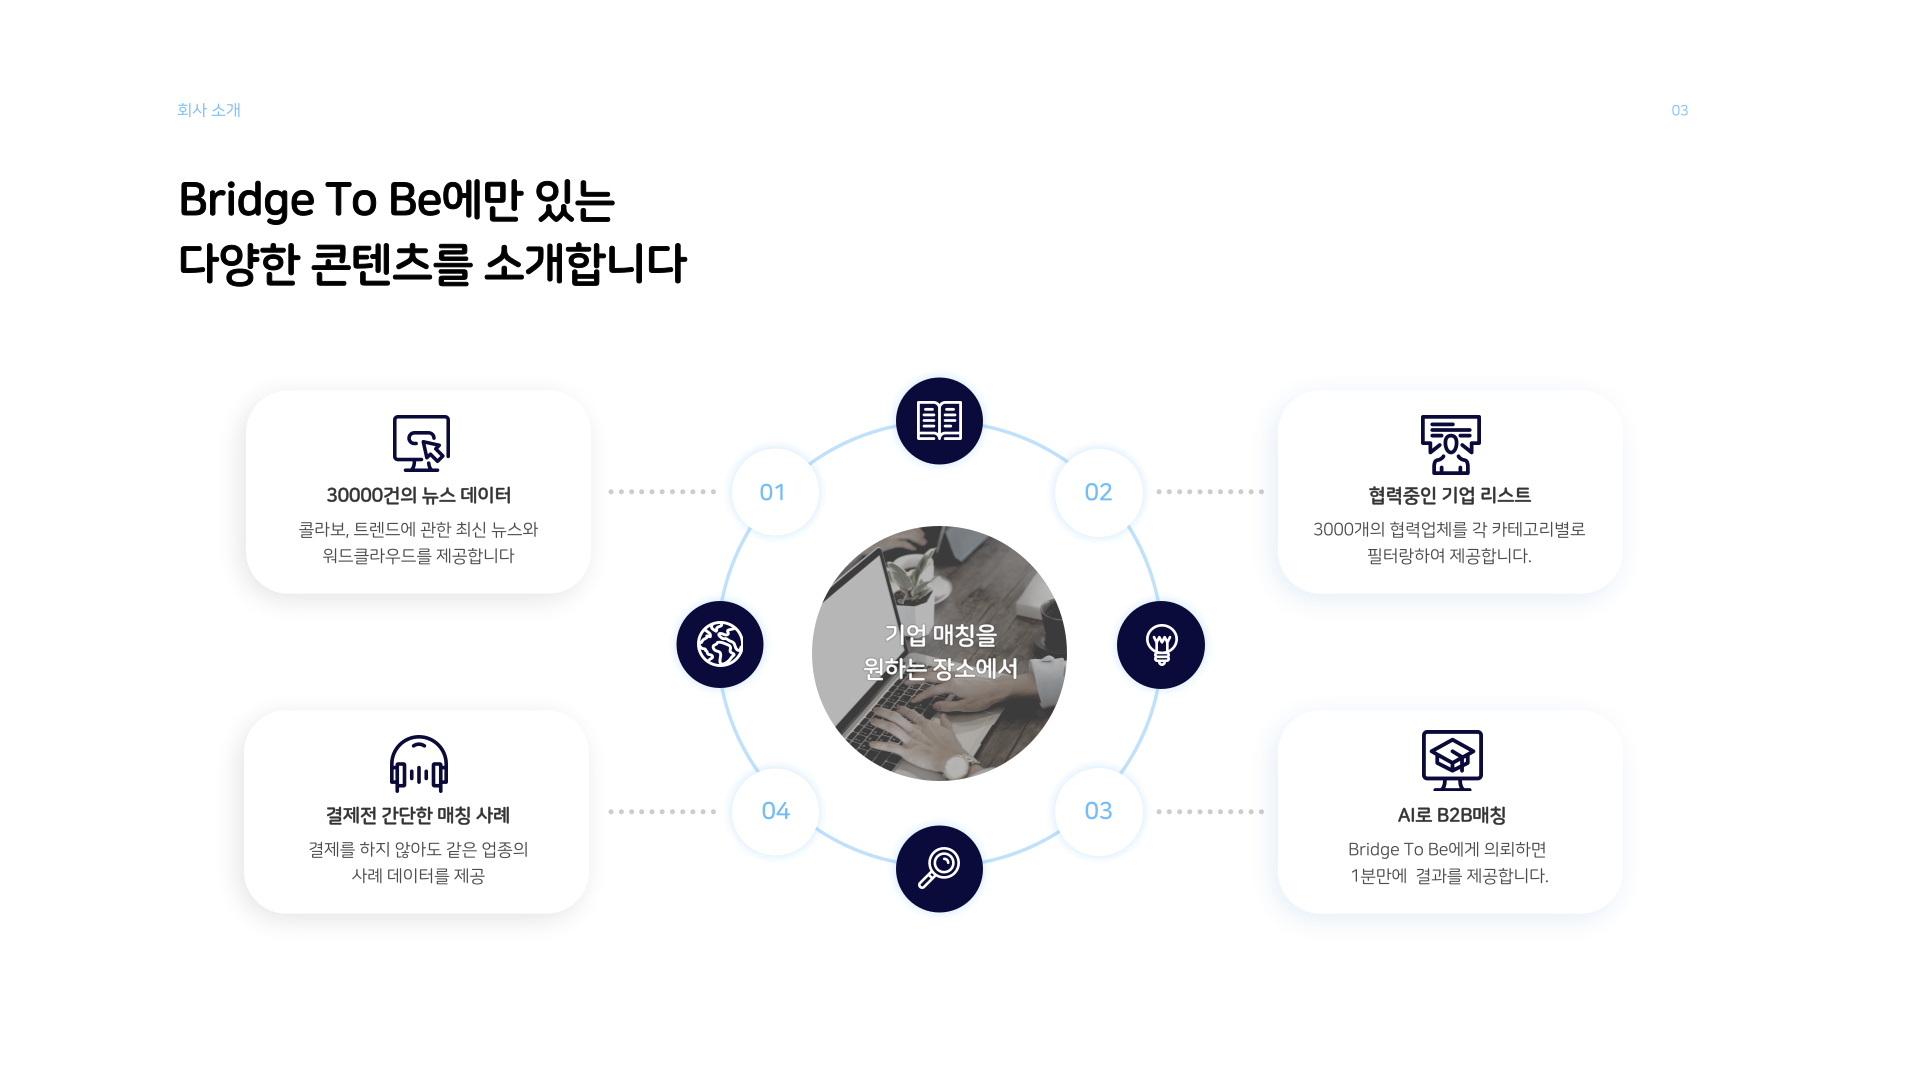 회사 소개
03
Bridge To Be에만 있는
다양한 콘텐츠를 소개합니다
30000건의 뉴스 데이터
콜라보, 트렌드에 관한 최신 뉴스와
워드클라우드를 제공합니다
01
02
협력중인 기업 리스트
3000개의 협력업체를 각 카테고리별로
필터랑하여 제공합니다.
기업 매칭을
원하는 장소에서
결제전 간단한 매칭 사례
결제를 하지 않아도 같은 업종의
사례 데이터를 제공
04
03
AI로 B2B매칭
Bridge To Be에게 의뢰하면
1분만에 결과를 제공합니다.